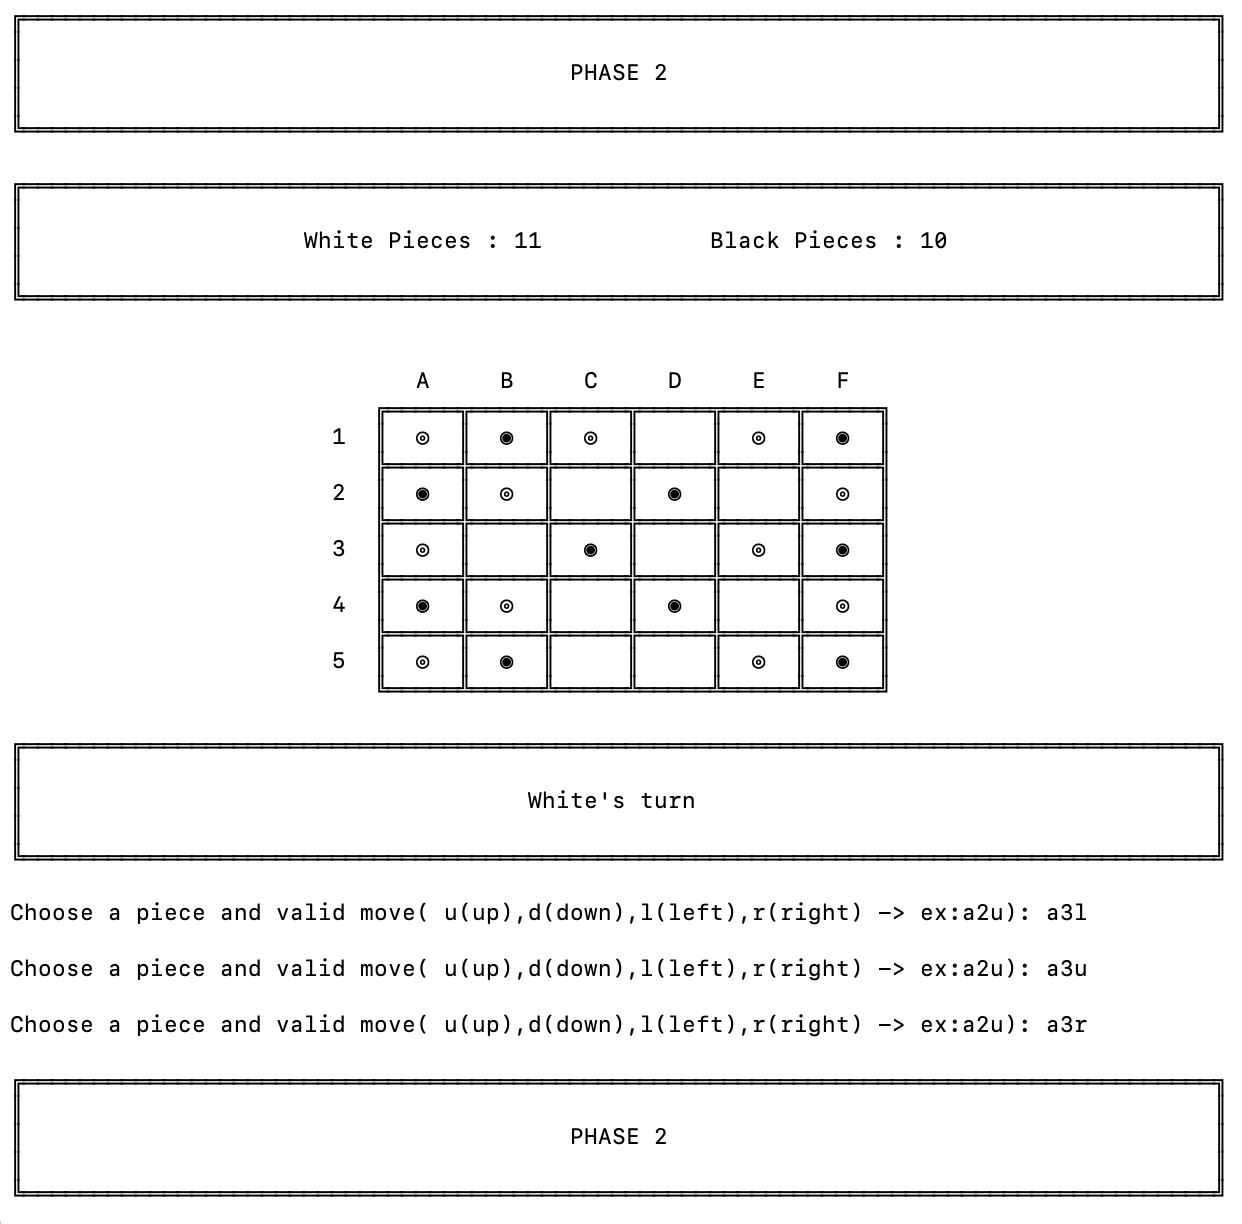 PHASE 2
White Pieces : 11 Black Pieces : 10
A B C D E F
1 ◎ ◉ ◎ ◎ ◉
2 ◉ ◎ ◉ ◎
3 ◎ ◉ ◎ ◉
4 ◉ ◎ ◉ ◎
5 ◎ ◉ ◎ ◉
White's turn
Choose a piece and valid move( u(up),d(down),l(left),r(right) —> ex:a2u): a3l
Choose a piece and valid move( u(up),d(down),l(left),r(right) —> ex:a2u): a3u
Choose a piece and valid move( u(up),d(down),l(left),r(right) —> ex:a2u): a3r
PHASE 2